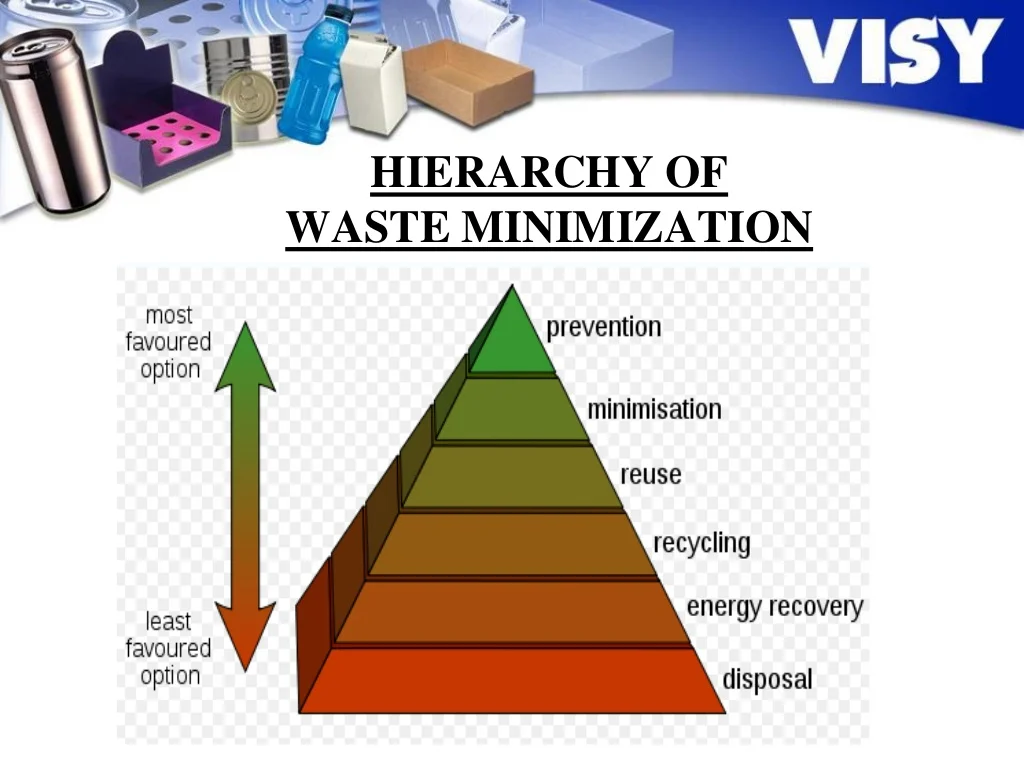 VISY
HIERARCHY OF
WASTE MINIMIZATION
most
favoured
option
prevention
minimisation
reuse
recycling
energy recovery
least
favoured
option
disposal